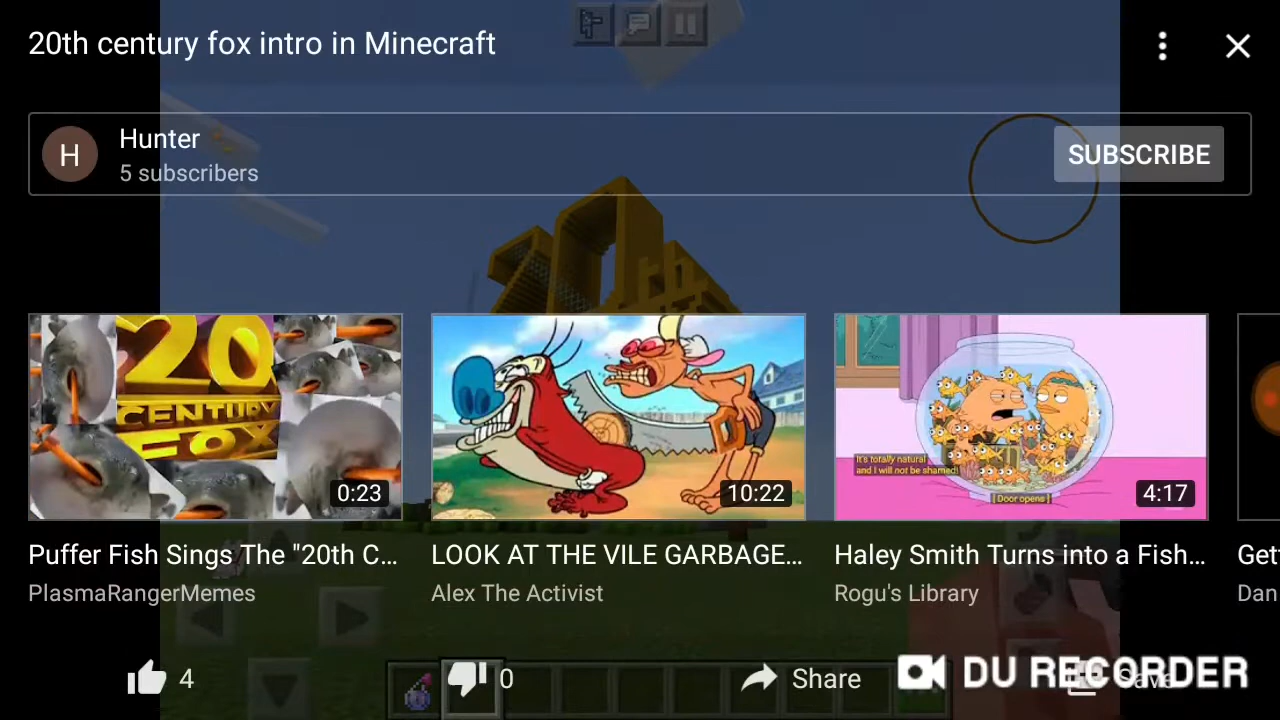 20th century fox intro in Minecraft
H
Hunter
5 subscribers
SUBSCRIBE
th
20
CENTURY
FOX
0:23
10:22
It's totally natural
and I will not be shamed!
[Door opens]
4:17
Puffer Fish Sings The "20th C...
LOOK AT THE VILE GARBAGE...
Haley Smith Turns into a Fish...
Get
PlasmaRangerMemes
Alex The Activist
Rogu's Library
Dan
4
0
Share
Save
DU RECORDER